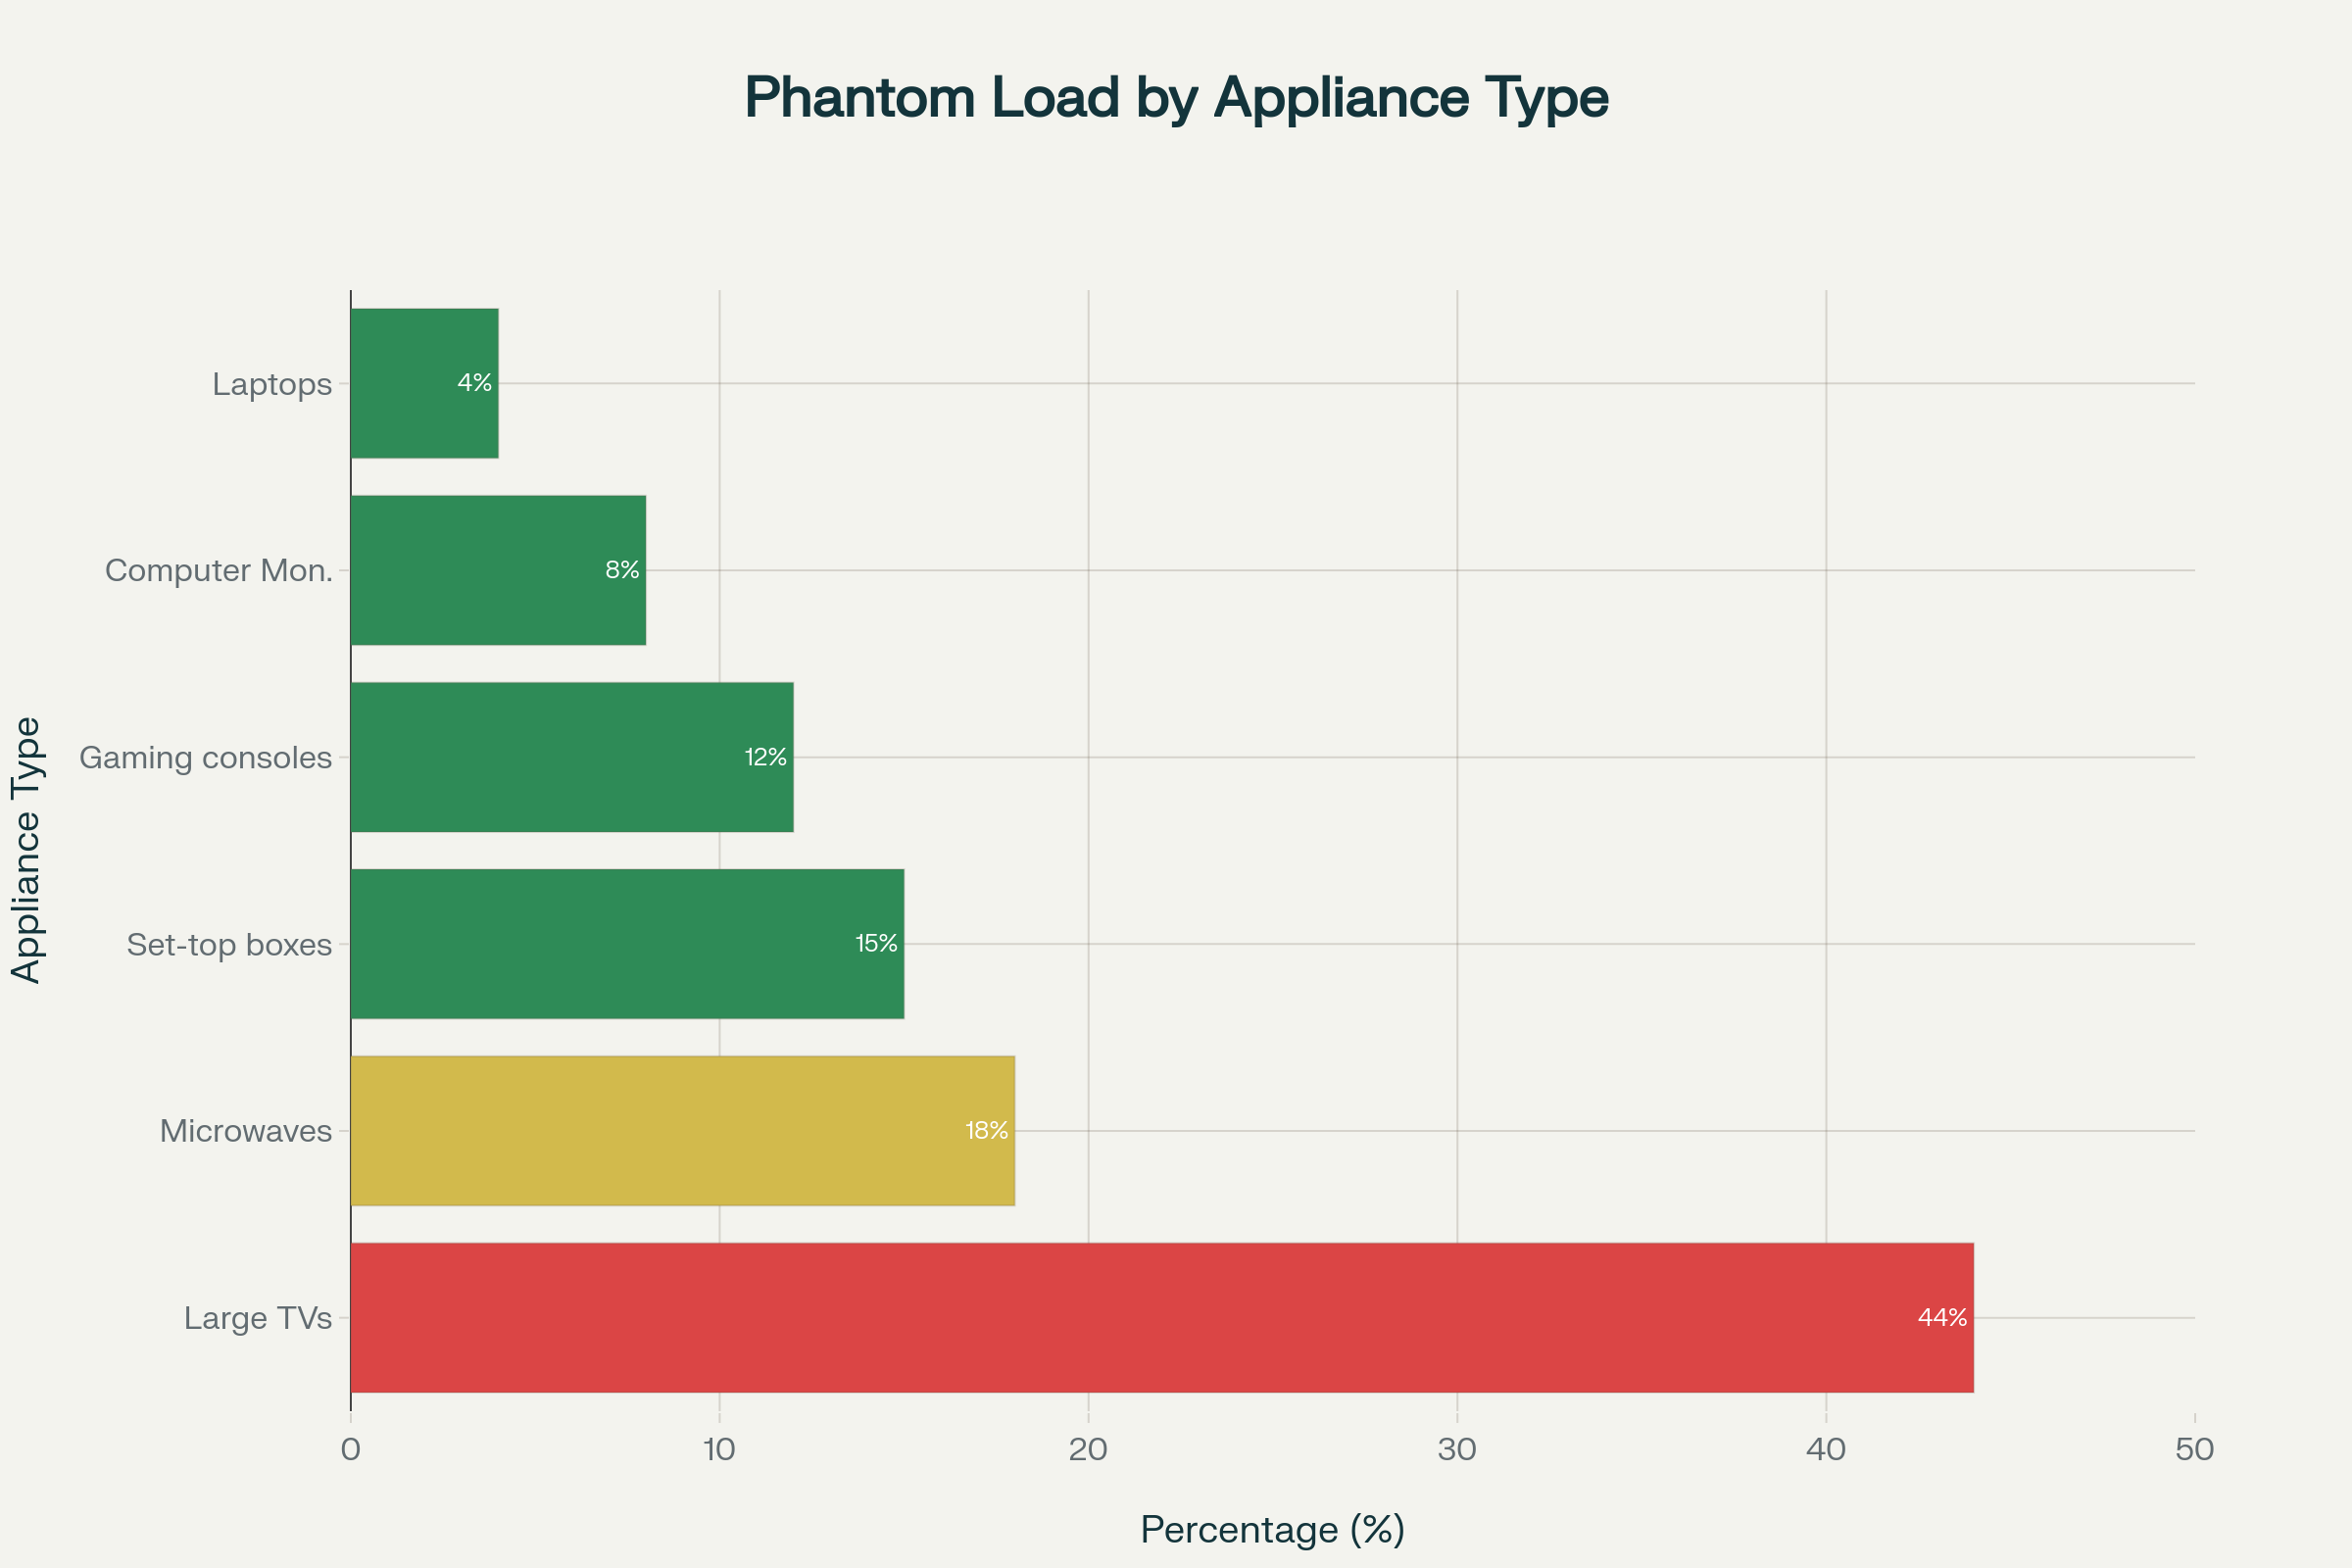 Phantom Load by Appliance Type
Appliance Type
Laptops
4%
Computer Mon.
8%
Gaming consoles
12%
Set-top boxes
15%
Microwaves
18%
Large TVs
44%
0 10 20 30 40 50
Percentage (%)